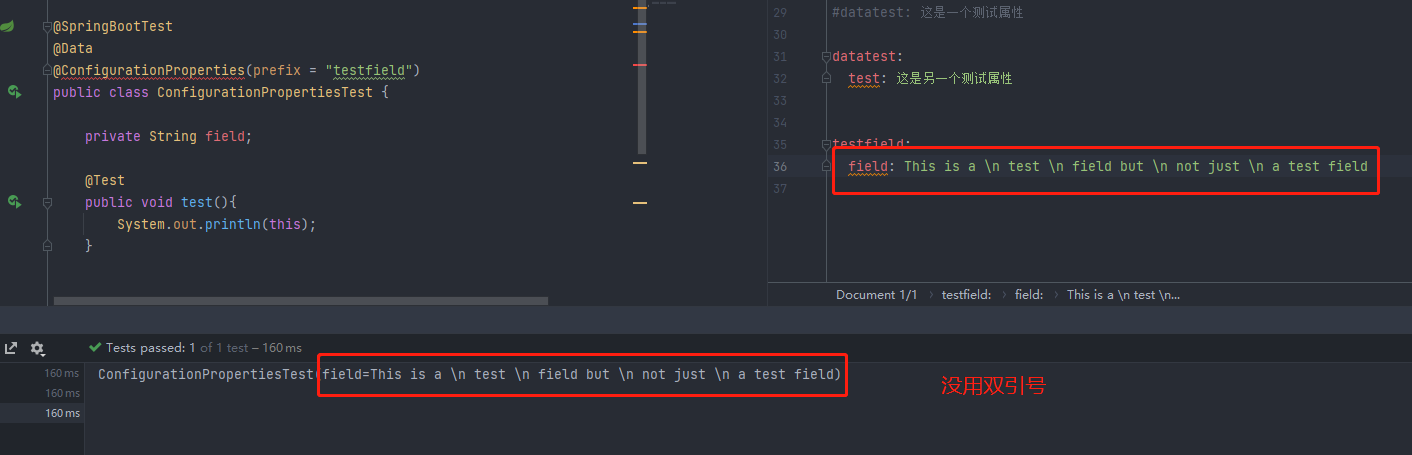 @SpringBootTest
@Data
@ConfigurationProperties(prefix = "testfield")
public class ConfigurationPropertiesTest {
private String field;
@Test
public void test(){
System.out.println(this);
}
29 #datatest: 这是一个测试属性
30
31 datatest:
32 test: 这是另一个测试属性
33
34
35 testfield:
36 field: This is a \n test \n field but \n not just \n a test field
37
Document 1/1 › testfield: › field: › This is a \n test \n...
Tests passed: 1 of 1 test – 160 ms
160 ms ConfigurationPropertiesTest(field=This is a \n test \n field but \n not just \n a test field)
160 ms
160 ms
没用双引号